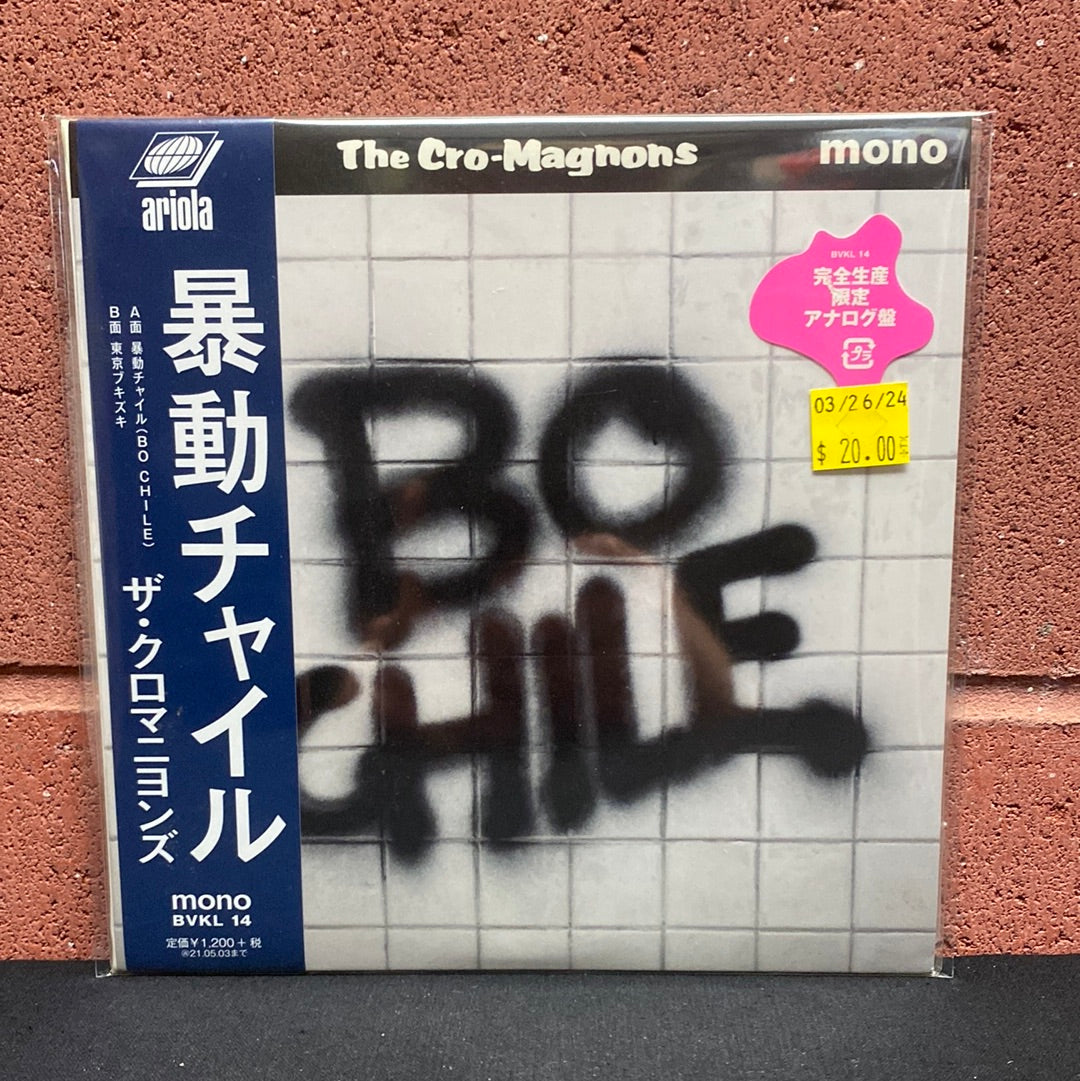 The Cro-Magnons
mono
ariola
暴動チャイル
A面 暴動チャイル(BO CHILE)
B面 東京ブキズキ
ザ・クロマニヨンズ
mono
BVKL 14
定価¥1,200+税
21.05.03まで
BVKL 14
完全生産
限定
アナログ盤
プラ
03/26/24
$ 20.00
BO
CHILE